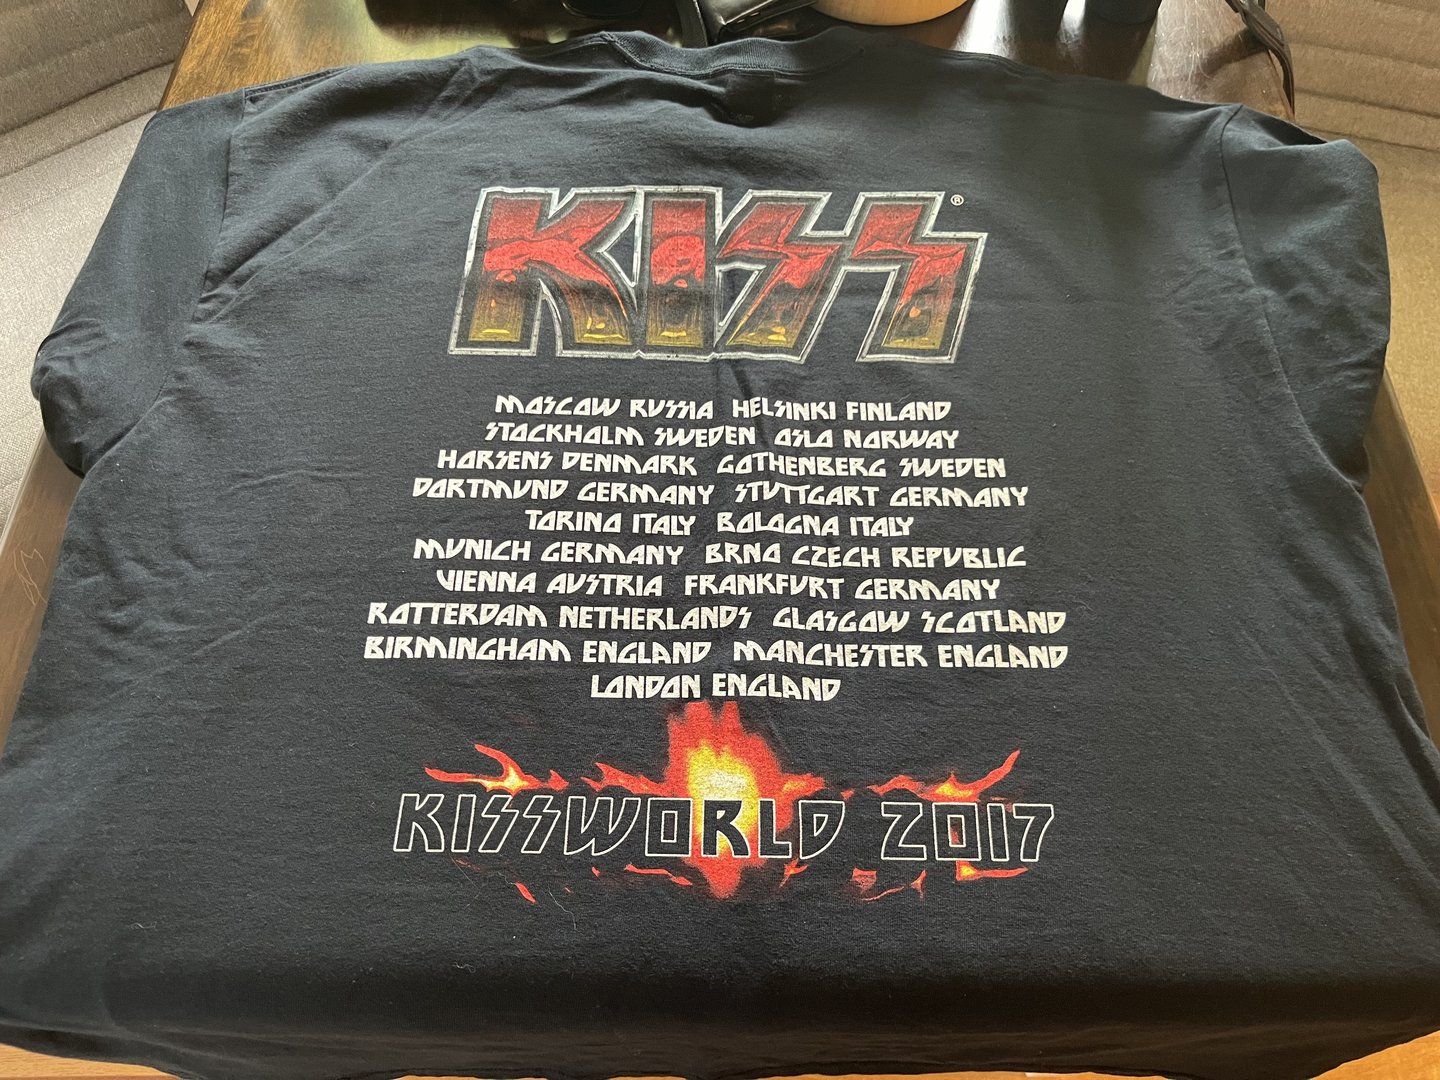 KISS®
MOSCOW RUSSIA HELSINKI FINLAND
STOCKHOLM SWEDEN OSLO NORWAY
HORSENS DENMARK GOTHENBERG SWEDEN
DORTMUND GERMANY STUTTGART GERMANY
TORINO ITALY BOLOGNA ITALY
MUNICH GERMANY BRNO CZECH REPUBLIC
VIENNA AUSTRIA FRANKFURT GERMANY
ROTTERDAM NETHERLANDS GLASGOW SCOTLAND
BIRMINGHAM ENGLAND MANCHESTER ENGLAND
LONDON ENGLAND
KISSWORLD 2017